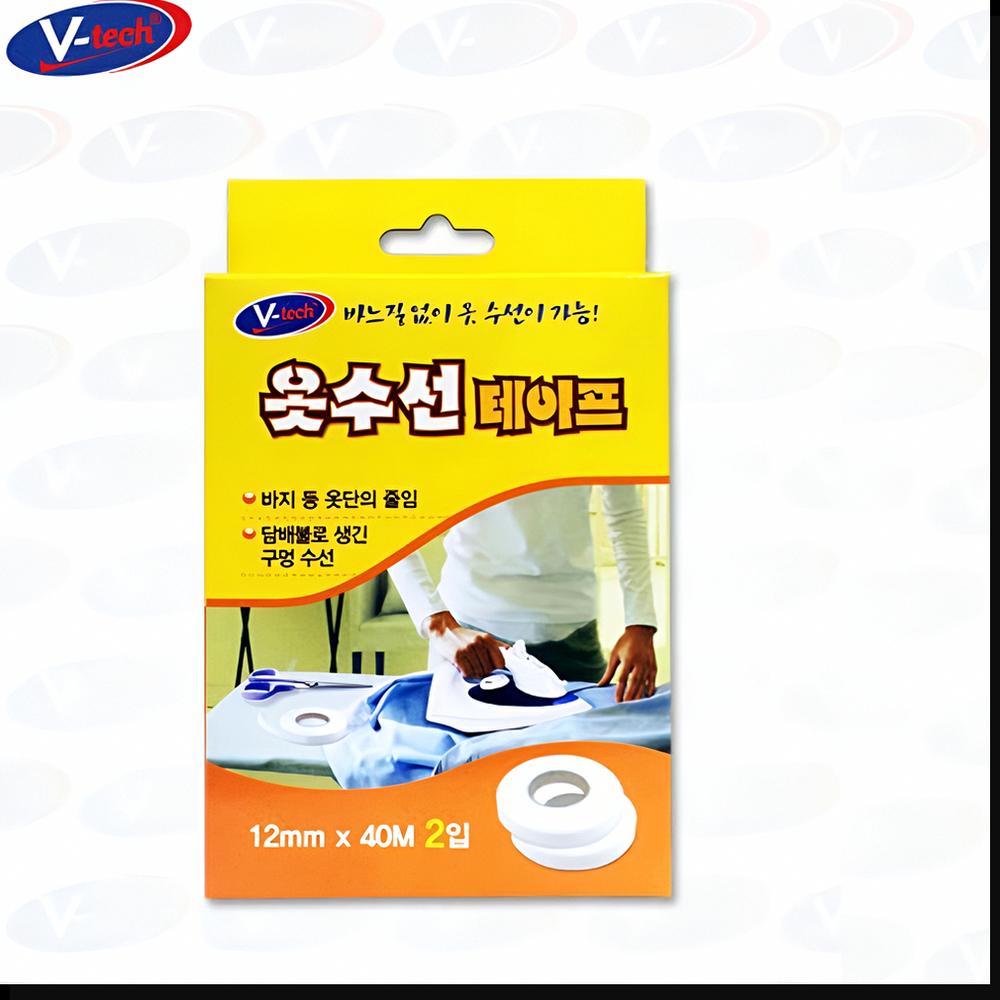 V-tech®
V-tech
바느질 없이 옷 수선이 가능!
옷수선 테이프
바지 등 옷단의 줄임
담배불로 생긴
구멍 수선
12mm x 40M 2입